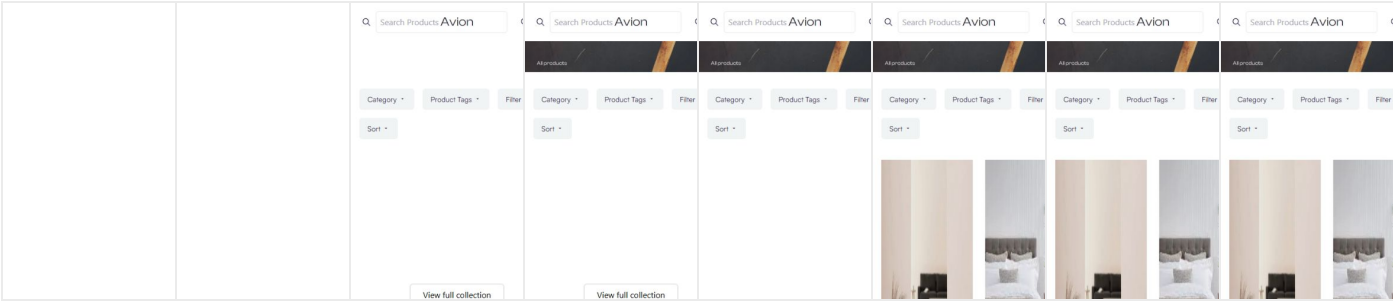 Search Products Avion
Category
Product Tags
Filter
Sort
View full collection
Search Products Avion
All products
Category
Product Tags
Filter
Sort
View full collection
Search Products Avion
All products
Category
Product Tags
Filter
Sort
Search Products Avion
All products
Category
Product Tags
Filter
Sort
Search Products Avion
All products
Category
Product Tags
Filter
Sort
Search Products Avion
All products
Category
Product Tags
Filter
Sort